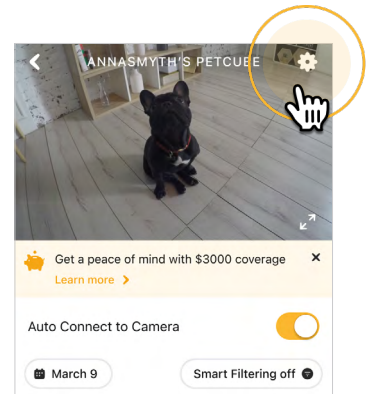 ANNASMYTH'S PETCUBE
Get a peace of mind with $3000 coverage
Learn more
Auto Connect to Camera
March 9
Smart Filtering off